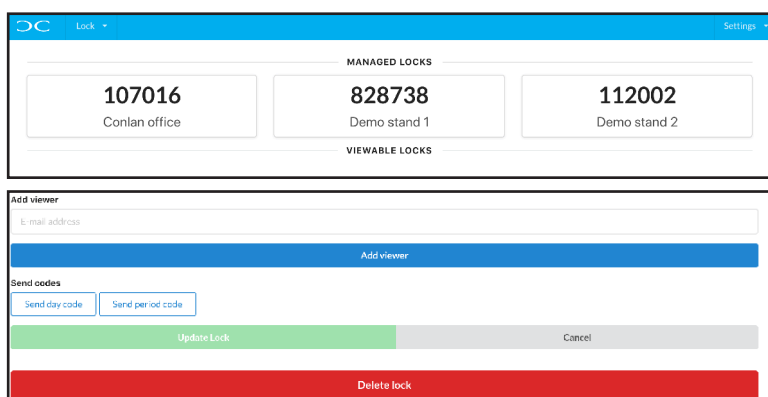 Lock
Settings
MANAGED LOCKS
107016
828738
112002
Conlan office
Demo stand 1
Demo stand 2
VIEWABLE LOCKS
Add viewer
E-mail address
Add viewer
Send codes
Send day code
Send period code
Update Lock
Cancel
Delete lock